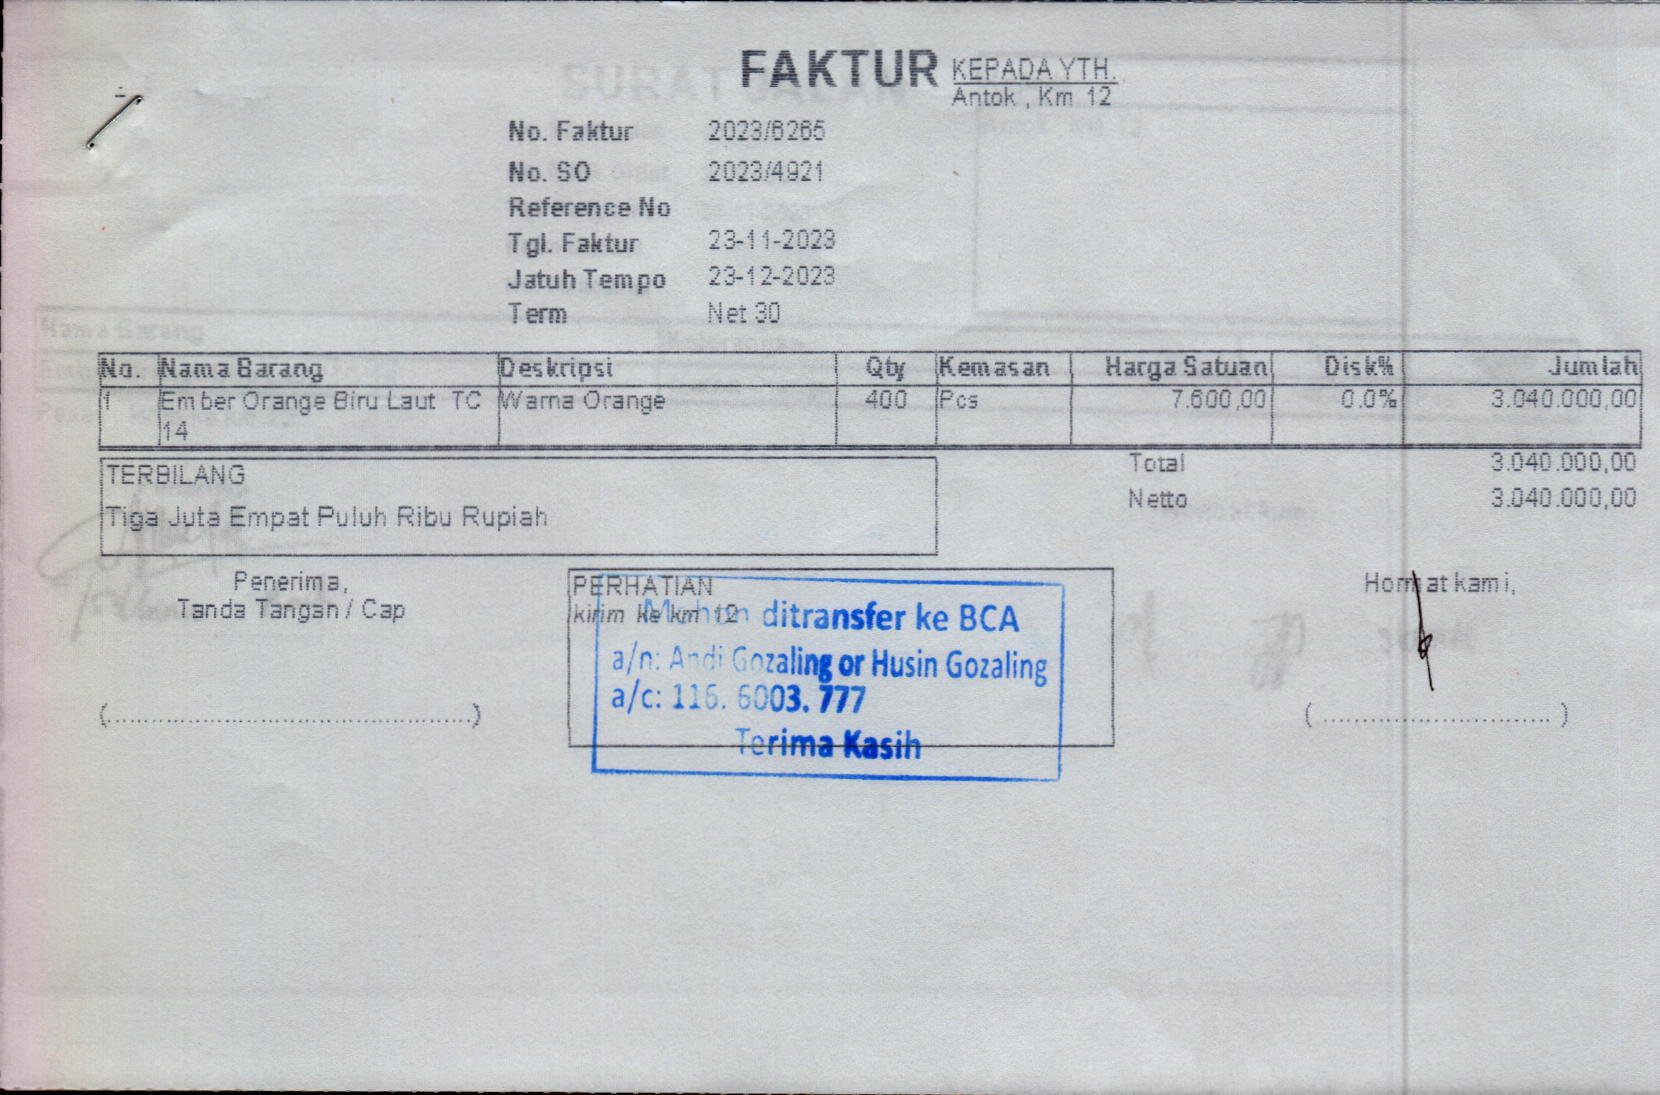 FAKTUR
KEPADA YTH.
Antok , Km 12
No. Faktur 2023/6265
No. SO 2023/4921
Reference No
Tgl. Faktur 23-11-2023
Jatuh Tempo 23-12-2023
Term Net 30
No. Nama Barang Deskripsi Qty Kemasan Harga Satuan Disk% Jumlah
1 Ember Orange Biru Laut TC Warna Orange 400 Pcs 7.600,00 0.0% 3.040.000,00
14
TERBILANG
Tiga Juta Empat Puluh Ribu Rupiah
Total 3.040.000,00
Netto 3.040.000,00
Penerima,
Tanda Tangan / Cap
(.................................................)
PERHATIAN
kirim ke km 12
Mohon ditransfer ke BCA
a/n: Andi Gozaling or Husin Gozaling
a/c: 116. 6003. 777
Terima Kasih
Hormat kami,
( .............................. )